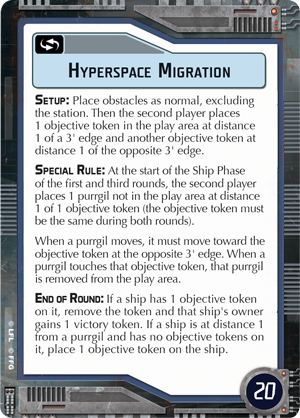 HYPERSPACE MIGRATION
SETUP: Place obstacles as normal, excluding
the station. Then the second player places
1 objective token in the play area at distance
1 of a 3' edge and another objective token at
distance 1 of the opposite 3' edge.
SPECIAL RULE: At the start of the Ship Phase
of the first and third rounds, the second player
places 1 purrgil not in the play area at distance
1 of 1 objective token (the objective token must
be the same during both rounds).
When a purrgil moves, it must move toward the
objective token at the opposite 3' edge. When a
purrgil touches that objective token, that purrgil
is removed from the play area.
END OF ROUND: If a ship has 1 objective token
on it, remove the token and that ship's owner
gains 1 victory token. If a ship is at distance 1
from a purrgil and has no objective tokens on
it, place 1 objective token on the ship.
© LFL © FFG
20